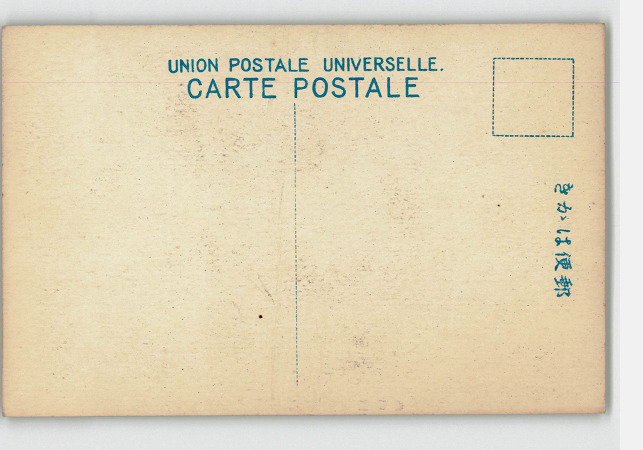 UNION POSTALE UNIVERSELLE.
CARTE POSTALE
きかは便郵